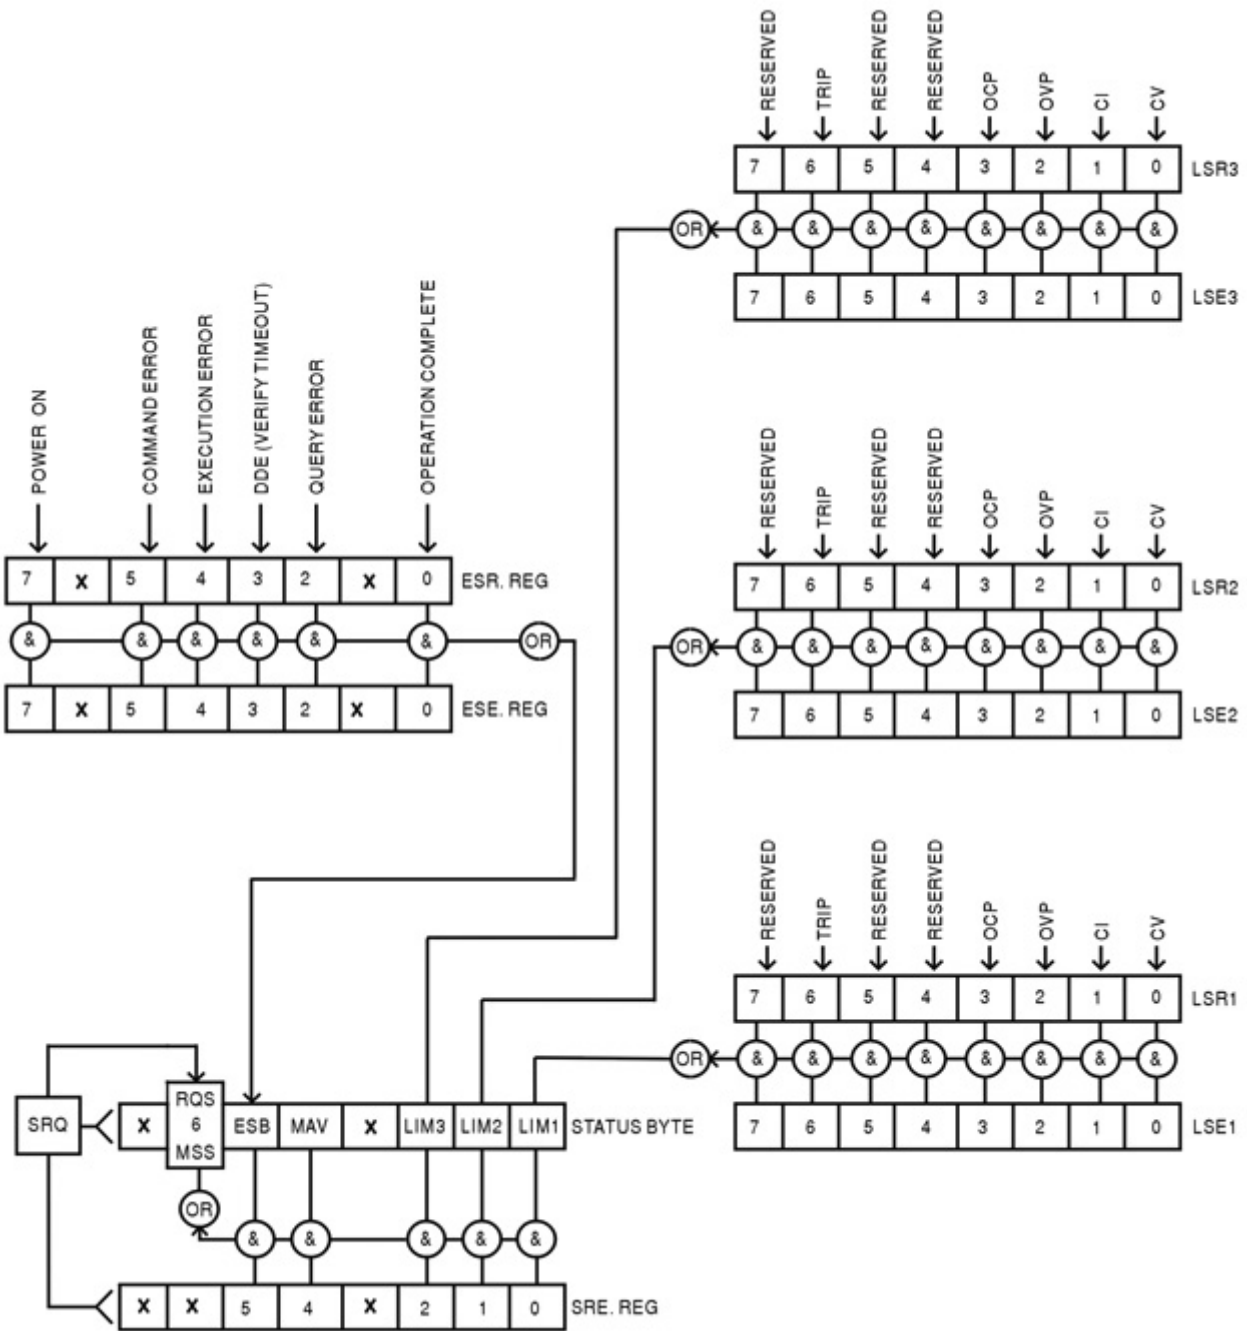 RESERVED TRIP RESERVED RESERVED OCP OVP CI CV
7 6 5 4 3 2 1 0 LSR3
OR & & & & & & & &
7 6 5 4 3 2 1 0 LSE3
POWER ON COMMAND ERROR EXECUTION ERROR DDE (VERIFY TIMEOUT) QUERY ERROR OPERATION COMPLETE
7 X 5 4 3 2 X 0 ESR. REG
& & & & & & OR
7 X 5 4 3 2 X 0 ESE. REG
RESERVED TRIP RESERVED RESERVED OCP OVP CI CV
7 6 5 4 3 2 1 0 LSR2
OR & & & & & & & &
7 6 5 4 3 2 1 0 LSE2
RESERVED TRIP RESERVED RESERVED OCP OVP CI CV
7 6 5 4 3 2 1 0 LSR1
OR & & & & & & & &
7 6 5 4 3 2 1 0 LSE1
SRQ
RQS
6
MSS
X ESB MAV X LIM3 LIM2 LIM1 STATUS BYTE
OR
& & & & &
X X 5 4 X 2 1 0 SRE. REG